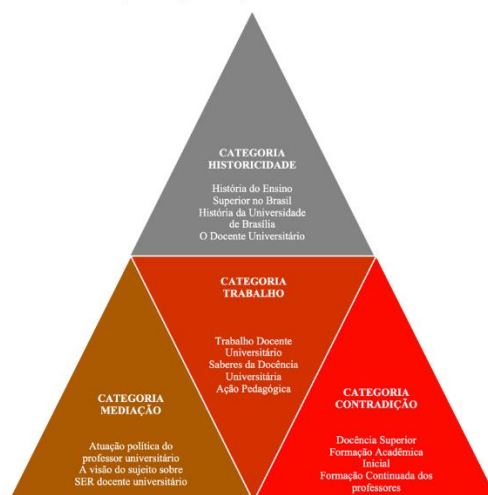 CATEGORIA
HISTORICIDADE
História do Ensino
Superior no Brasil
História da Universidade
de Brasília
O Docente Universitário
CATEGORIA
TRABALHO
Trabalho Docente
Universitário
Saberes da Docência
Universitária
Ação Pedagógica
CATEGORIA
MEDIAÇÃO
Atuação política do
professor universitário
A visão do sujeito sobre
SER docente universitário
CATEGORIA
CONTRADIÇÃO
Docência Superior
Formação Acadêmica
Inicial
Formação Continuada dos
professores